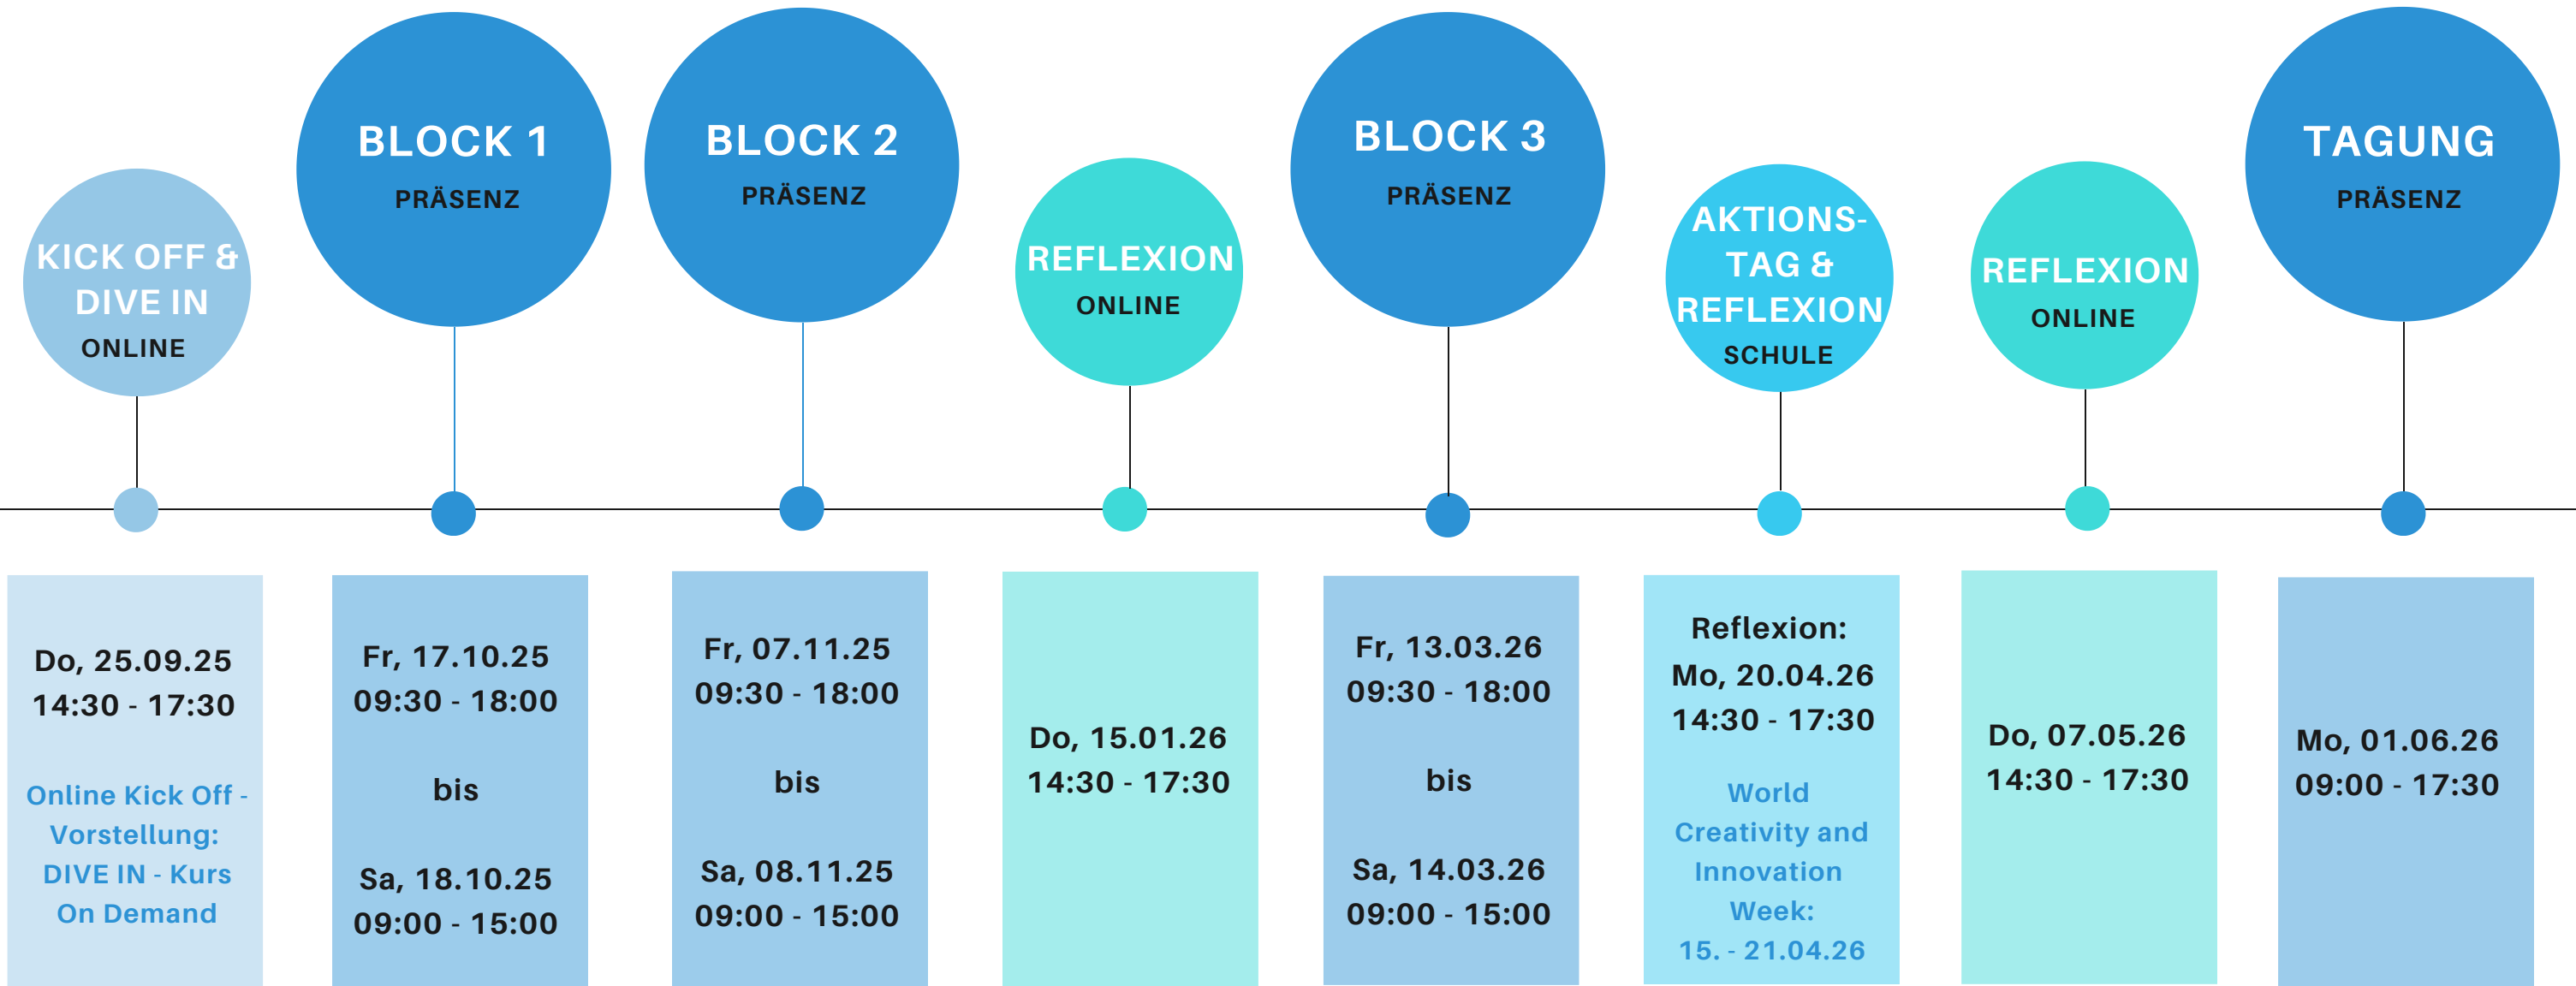 KICK OFF &
DIVE IN
ONLINE
BLOCK 1
PRÄSENZ
BLOCK 2
PRÄSENZ
REFLEXION
ONLINE
BLOCK 3
PRÄSENZ
AKTIONS-
TAG &
REFLEXION
SCHULE
REFLEXION
ONLINE
TAGUNG
PRÄSENZ
Do, 25.09.25
14:30 - 17:30
Online Kick Off -
Vorstellung:
DIVE IN - Kurs
On Demand
Fr, 17.10.25
09:30 - 18:00
bis
Sa, 18.10.25
09:00 - 15:00
Fr, 07.11.25
09:30 - 18:00
bis
Sa, 08.11.25
09:00 - 15:00
Do, 15.01.26
14:30 - 17:30
Fr, 13.03.26
09:30 - 18:00
bis
Sa, 14.03.26
09:00 - 15:00
Reflexion:
Mo, 20.04.26
14:30 - 17:30
World
Creativity and
Innovation
Week:
15. - 21.04.26
Do, 07.05.26
14:30 - 17:30
Mo, 01.06.26
09:00 - 17:30